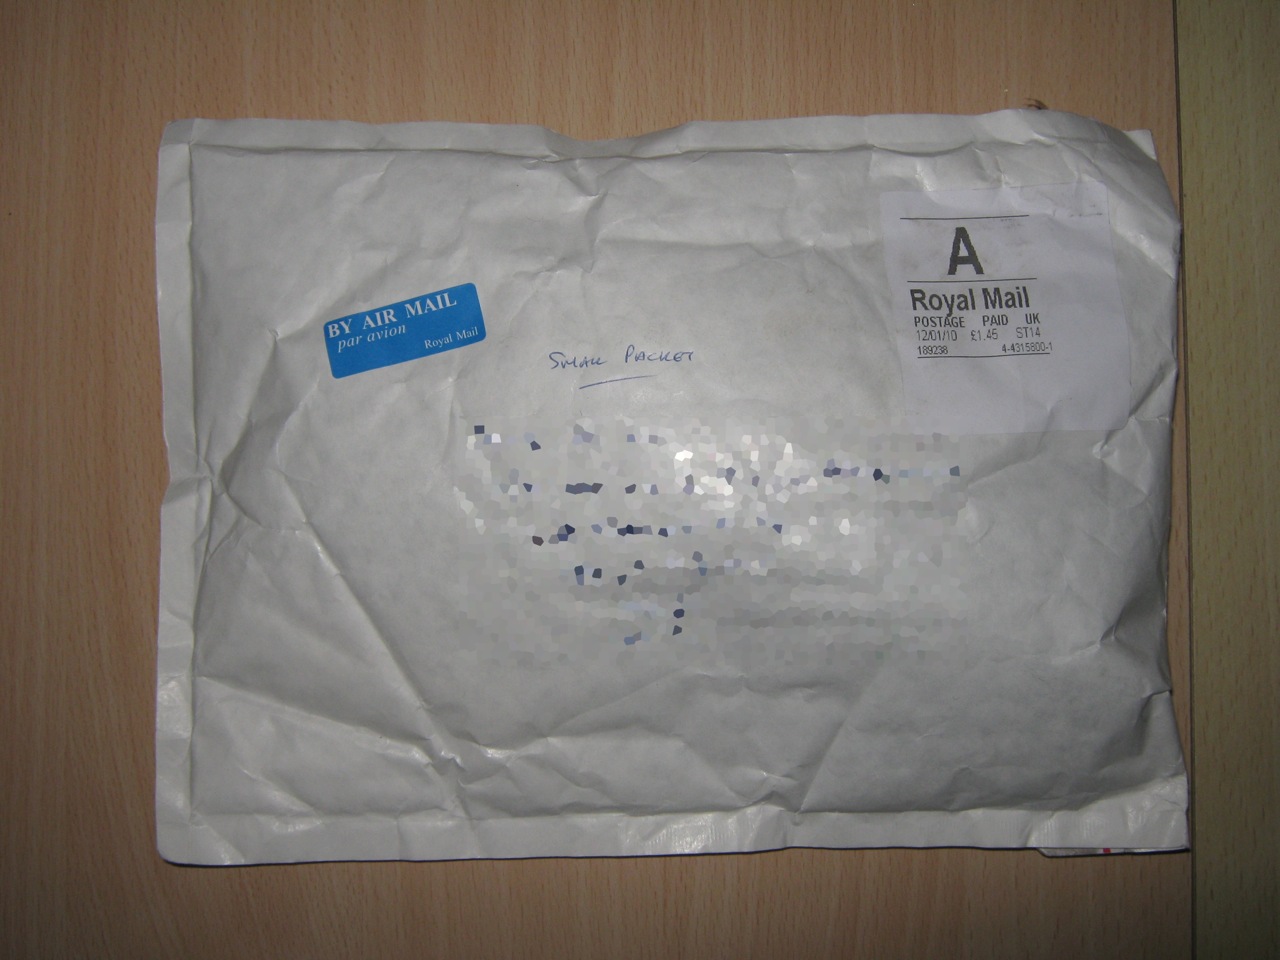 BY AIR MAIL
par avion
Royal Mail
Small Packet
A
Royal Mail
POSTAGE PAID UK
12/01/10 £1.45 ST14
189238 4-4315800-1